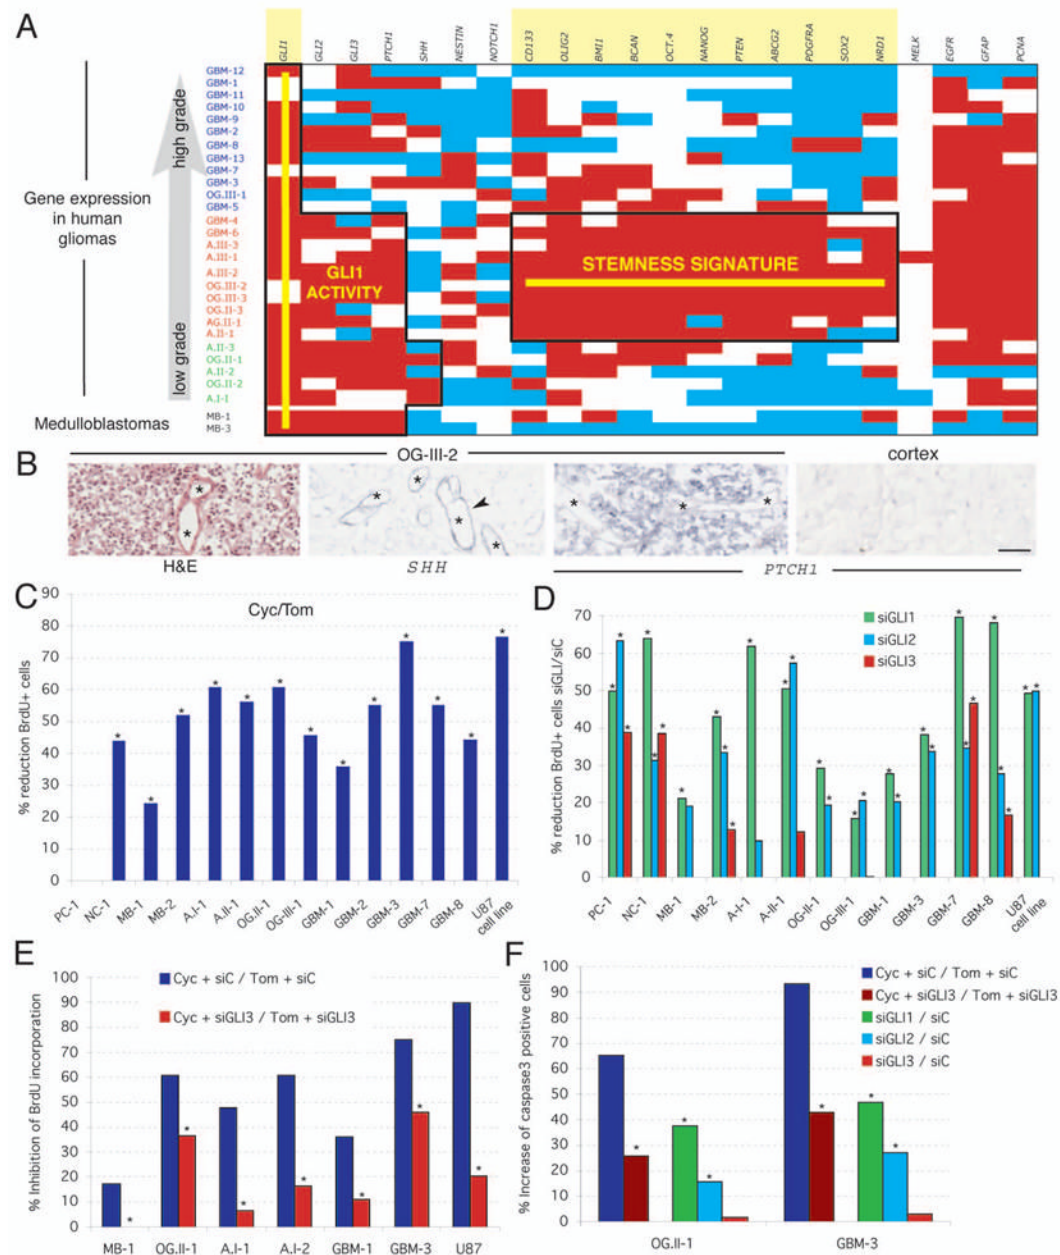 A
GLI1 GLI2 GLI3 PTCH1 SHH NESTIN NOTCH1 CD133 OLIG2 BMI1 BCAN OCT.4 NANOG PTEN ABCG2 PDGFRA SOX2 NRD1 MELK EGFR GFAP PCNA
Gene expression
in human
gliomas
high grade
low grade
Medulloblastomas
GBM-12
GBM-1
GBM-11
GBM-10
GBM-9
GBM-2
GBM-8
GBM-13
GBM-7
GBM-3
OG.III-1
GBM-5
GBM-4
GBM-6
A.III-3
A.III-1
A.III-2
OG.III-2
OG.III-3
OG.II-3
AG.II-1
A.II-1
A.II-3
OG.II-1
A.II-2
OG.II-2
A.I-I
MB-1
MB-3
GLI1
ACTIVITY
STEMNESS SIGNATURE
B
OG-III-2
cortex
* * * * * * * * *
H&E
SHH
PTCH1
C
Cyc/Tom
% reduction BrdU+ cells
90
80
70
60
50
40
30
20
10
0
* * * * * * * * * * * *
PC-1 NC-1 MB-1 MB-2 A.I-1 A.II-1 OG.II-1 OG-III-1 GBM-1 GBM-2 GBM-3 GBM-7 GBM-8 U87
cell line
D
% reduction BrdU+ cells siGLI/siC
siGLI1
siGLI2
siGLI3
70
60
50
40
30
20
10
0
PC-1 NC-1 MB-1 MB-2 A-I-1 A-II-1 OG-II-1 OG-III-1 GBM-1 GBM-3 GBM-7 GBM-8 U87
cell line
E
% Inhibition of BrdU incorporation
Cyc + siC / Tom + siC
Cyc + siGLI3 / Tom + siGLI3
100
90
80
70
60
50
40
30
20
10
0
* * * * * * *
MB-1 OG.II-1 A.I-1 A.I-2 GBM-1 GBM-3 U87
F
% Increase of caspase3 positive cells
Cyc + siC / Tom + siC
Cyc + siGLI3 / Tom + siGLI3
siGLI1 / siC
siGLI2 / siC
siGLI3 / siC
100
90
80
70
60
50
40
30
20
10
0
* * * * * *
OG.II-1 GBM-3